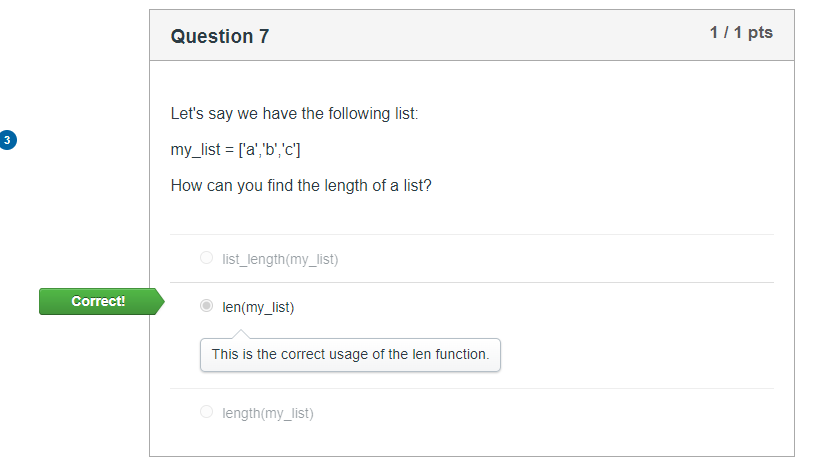 Question 7
1 / 1 pts
3
Let's say we have the following list:
my_list = ['a','b','c']
How can you find the length of a list?
list_length(my_list)
Correct!
len(my_list)
This is the correct usage of the len function.
length(my_list)